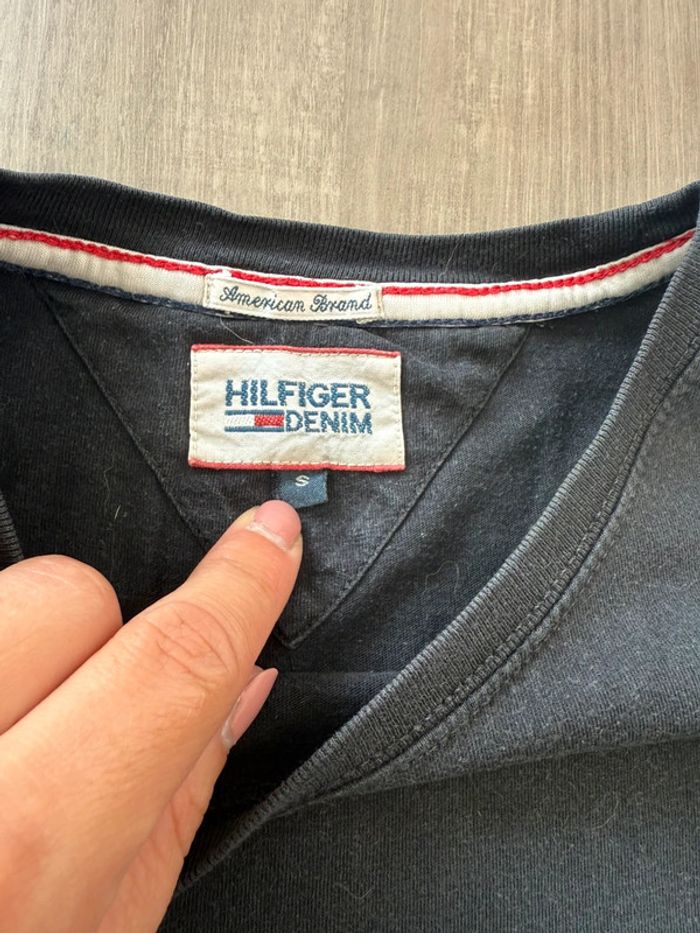 American Brand
HILFIGER
DENIM
S